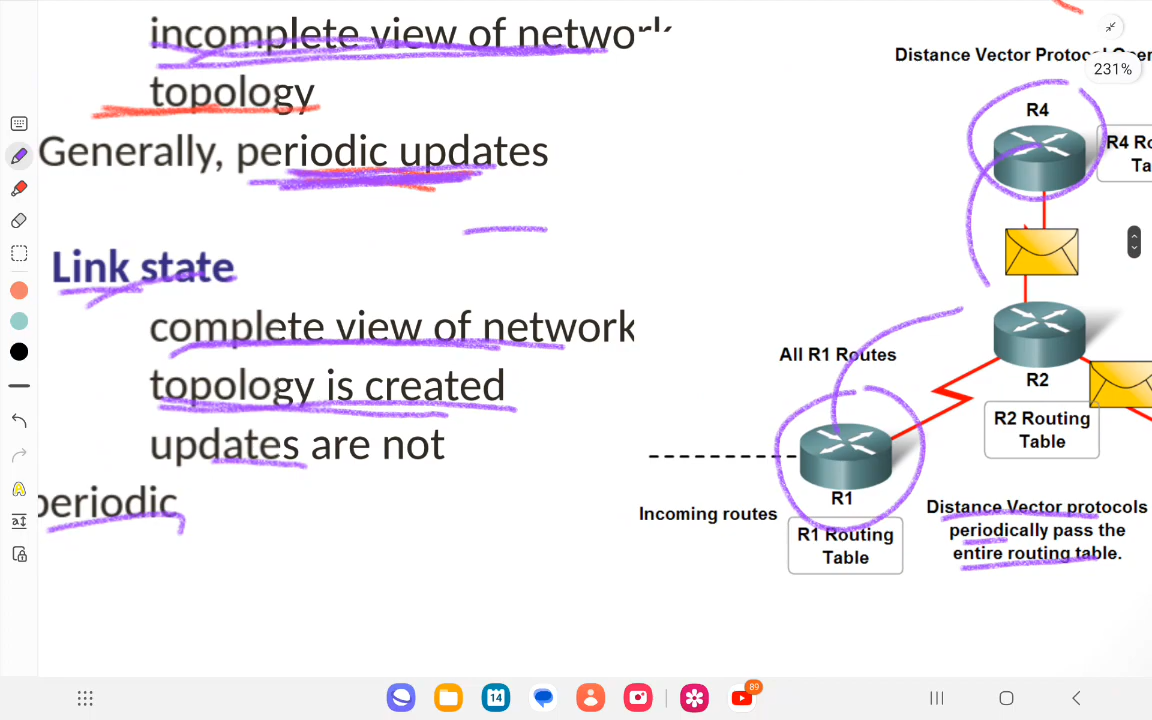 incomplete view of network
topology
Generally, periodic updates
Link state
complete view of network
topology is created
updates are not
periodic
Distance Vector Protocol Oper
231%
R4
R4 Ro
Ta
All R1 Routes
R2
R2 Routing
Table
R1
Incoming routes
R1 Routing
Table
Distance Vector protocols
periodically pass the
entire routing table.
14
89